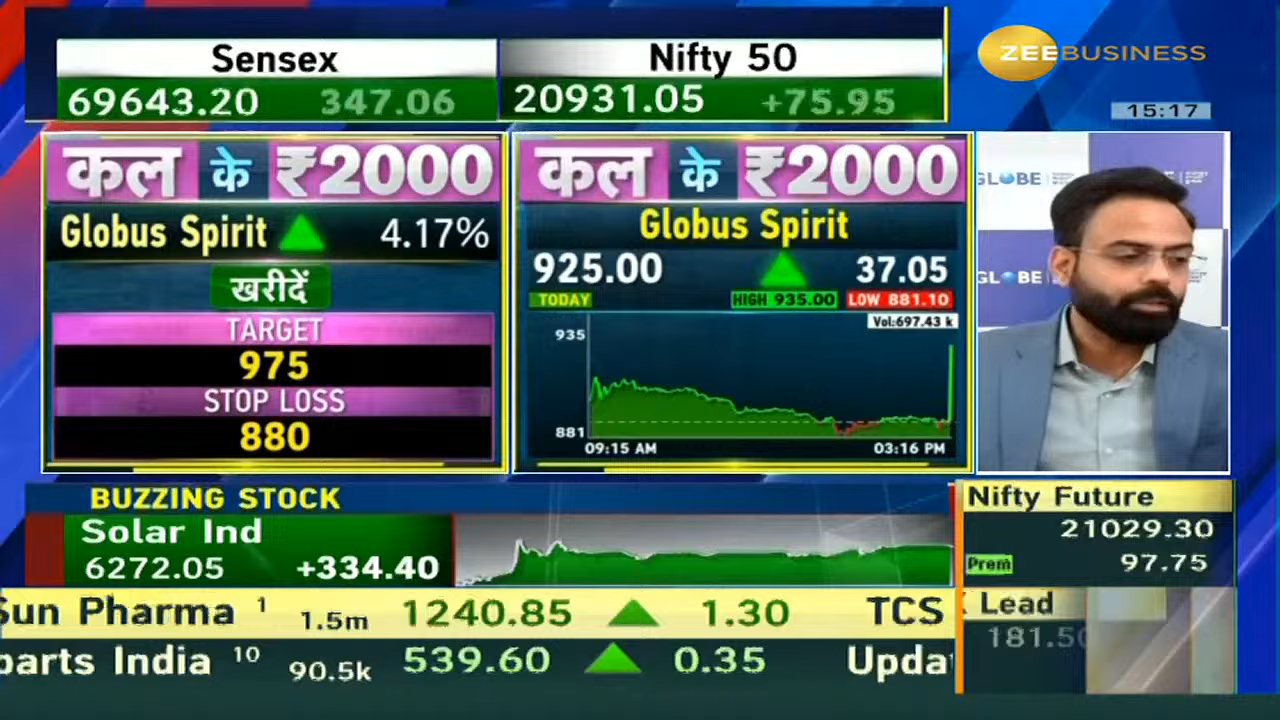 Sensex
69643.20 347.06
Nifty 50
20931.05 +75.95
ZEEBUSINESS
15:17
कल के ₹2000
Globus Spirit 4.17%
खरीदें
TARGET
975
STOP LOSS
880
कल के ₹2000
Globus Spirit
925.00 37.05
TODAY HIGH 935.00 LOW 881.10
Vol:697.43 k
935
881
09:15 AM 03:16 PM
GLOBE
GLOBE
BUZZING STOCK
Solar Ind
6272.05 +334.40
Nifty Future
21029.30
Prem 97.75
Lead
181.50
Sun Pharma 1 1.5m 1240.85 1.30 TCS
parts India 10 90.5k 539.60 0.35 Upda